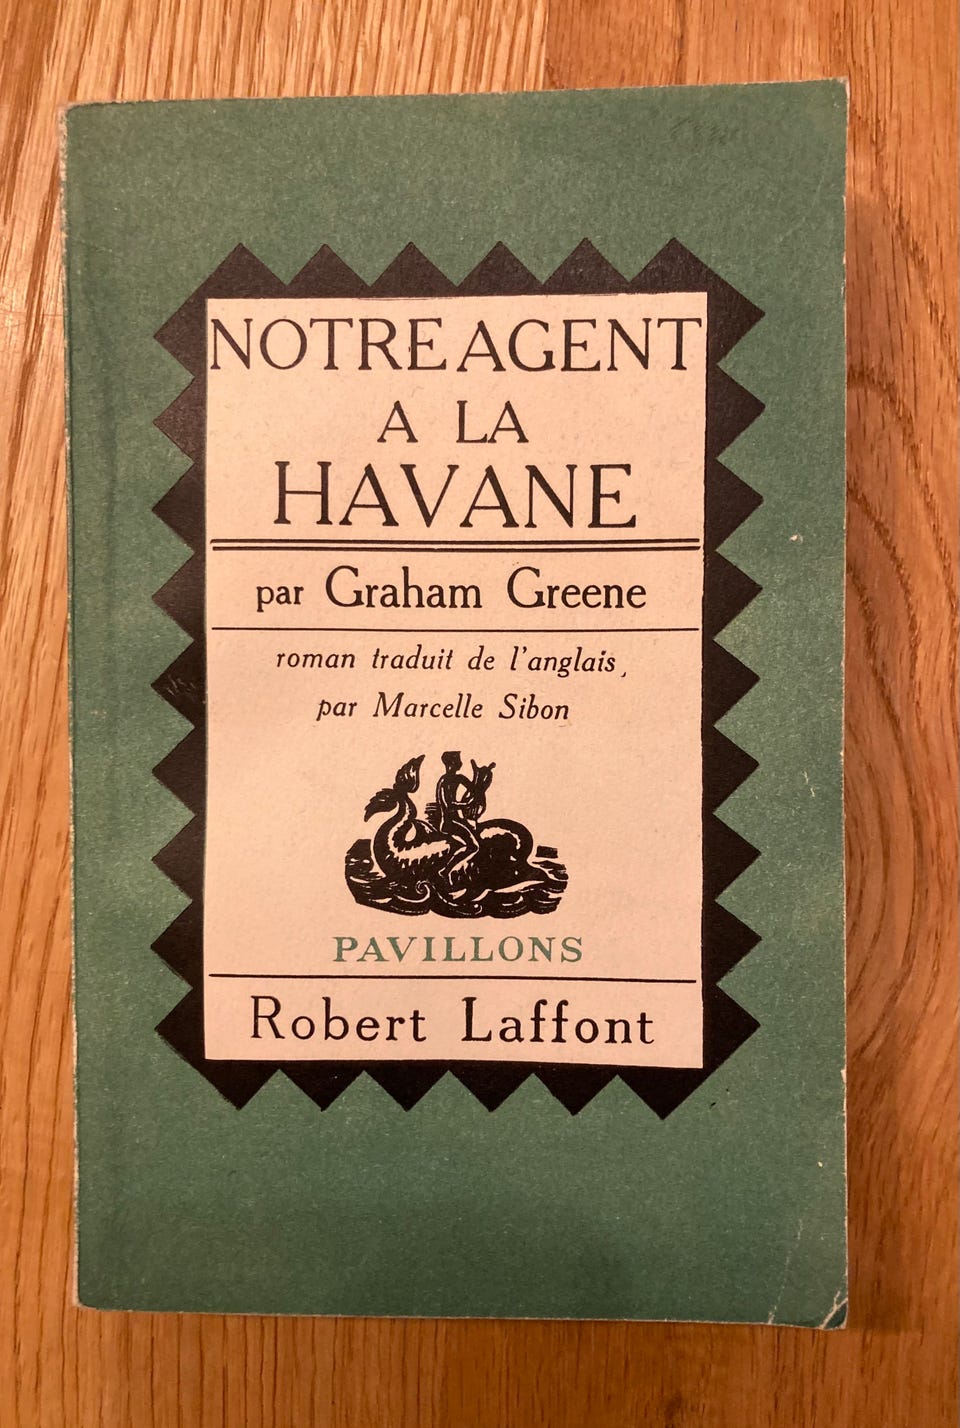 NOTRE AGENT
A LA
HAVANE
par Graham Greene
roman traduit de l'anglais,
par Marcelle Sibon
PAVILLONS
Robert Laffont